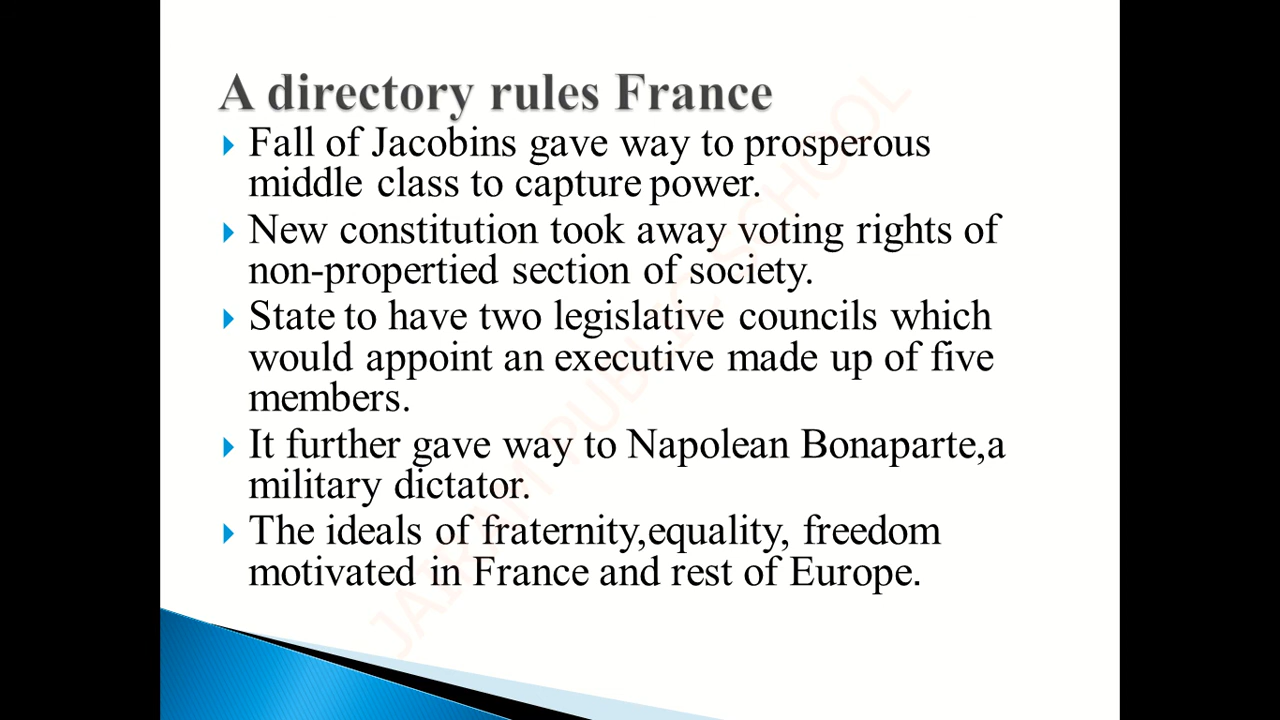 A directory rules France
Fall of Jacobins gave way to prosperous
middle class to capture power.
New constitution took away voting rights of
non-propertied section of society.
State to have two legislative councils which
would appoint an executive made up of five
members.
It further gave way to Napolean Bonaparte,a
military dictator.
The ideals of fraternity,equality, freedom
motivated in France and rest of Europe.
JAIRAM PUBLIC SCHOOL